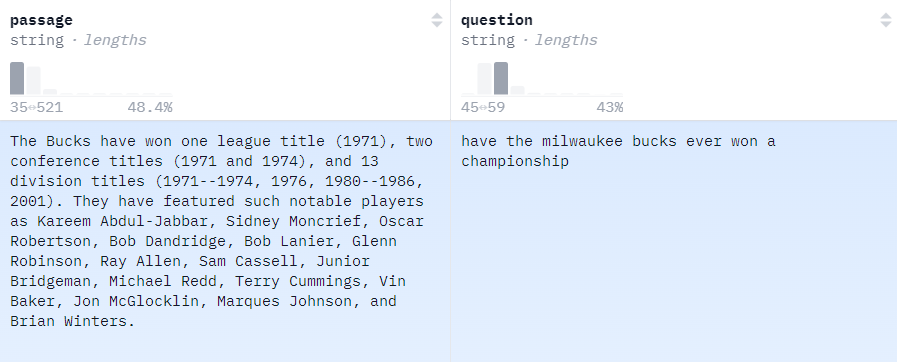 passage
string · lengths
35⇔521 48.4%
The Bucks have won one league title (1971), two
conference titles (1971 and 1974), and 13
division titles (1971--1974, 1976, 1980--1986,
2001). They have featured such notable players
as Kareem Abdul-Jabbar, Sidney Moncrief, Oscar
Robertson, Bob Dandridge, Bob Lanier, Glenn
Robinson, Ray Allen, Sam Cassell, Junior
Bridgeman, Michael Redd, Terry Cummings, Vin
Baker, Jon McGlocklin, Marques Johnson, and
Brian Winters.
question
string · lengths
45⇔59 43%
have the milwaukee bucks ever won a
championship